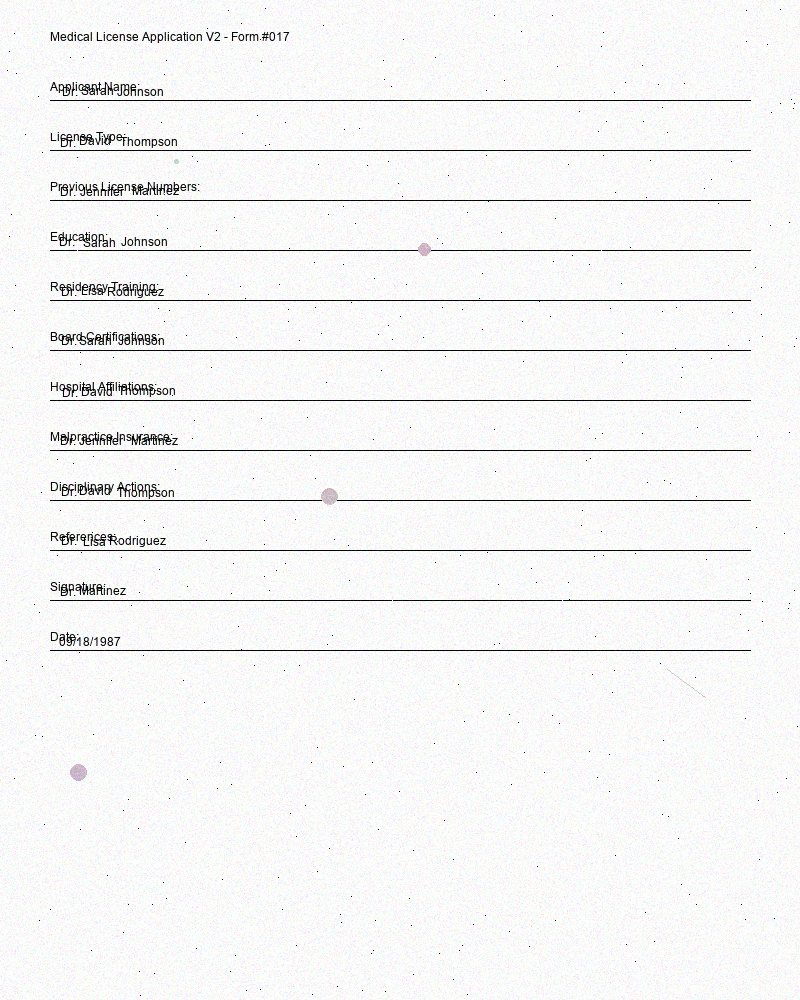 Medical License Application V2 - Form #017
Applicant Name:
Dr. Sarah Johnson
License Type:
Dr. David Thompson
Previous License Numbers:
Dr. Jennifer Martinez
Education:
Dr. Sarah Johnson
Residency Training:
Dr. Lisa Rodriguez
Board Certifications:
Dr. Sarah Johnson
Hospital Affiliations:
Dr. David Thompson
Malpractice Insurance:
Dr. Jennifer Martinez
Disciplinary Actions:
Dr. David Thompson
References:
Dr. Lisa Rodriguez
Signature:
Dr. Martinez
Date:
09/18/1987